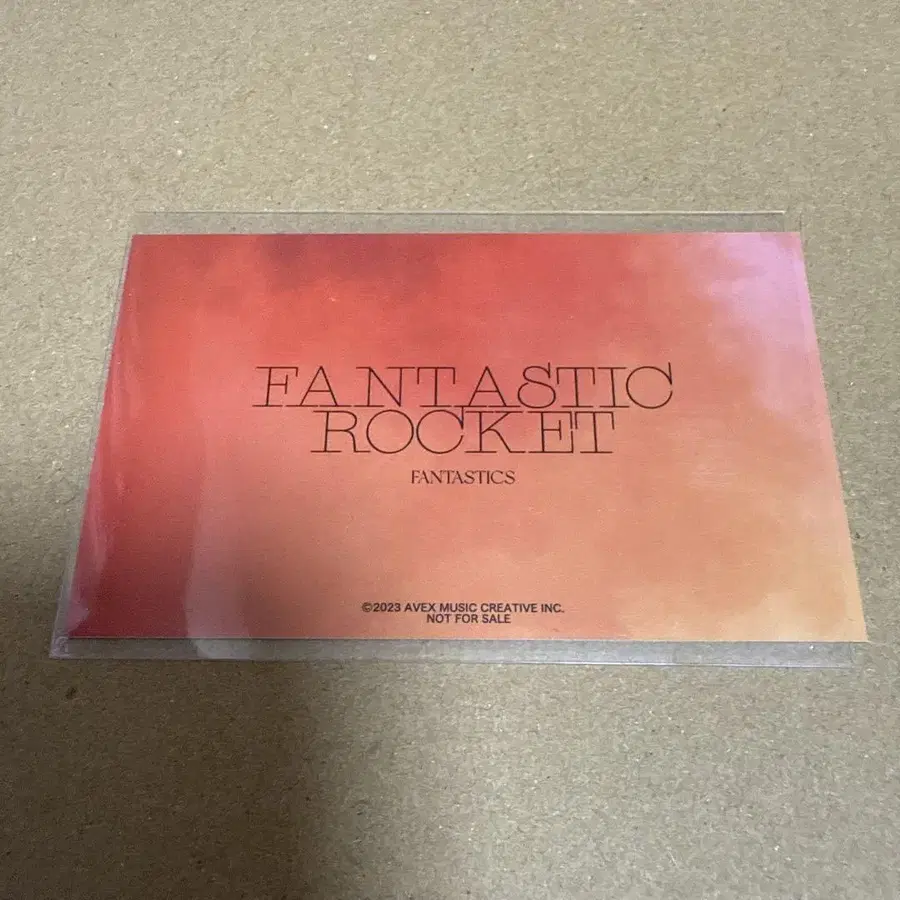 FANTASTIC
ROCKET
FANTASTICS
©2023 AVEX MUSIC CREATIVE INC.
NOT FOR SALE